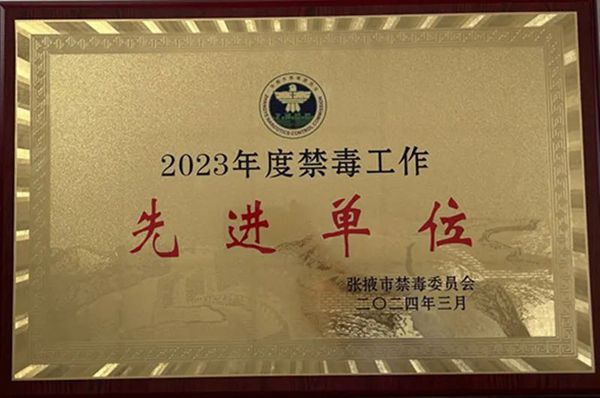 2023年度禁毒工作
先进单位
张掖市禁毒委员会
二〇二四年三月